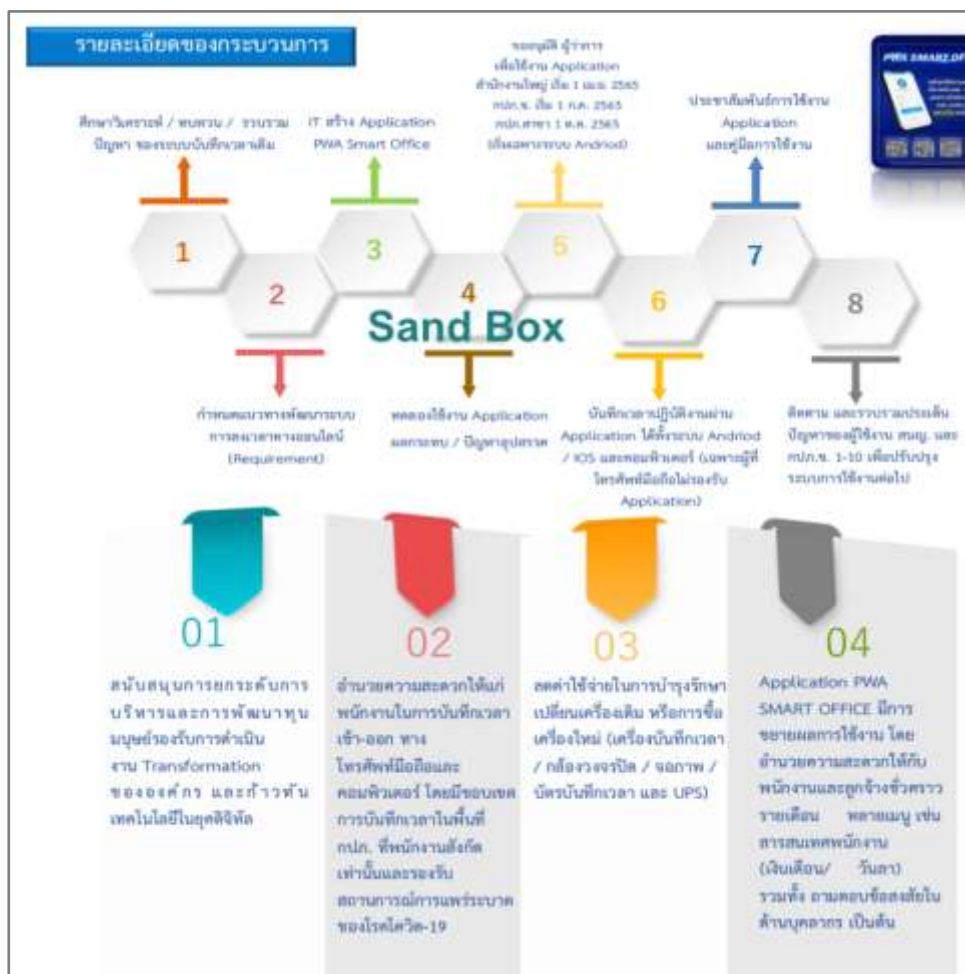 รายละเอียดของกระบวนการ
ขออนุมัติ ผู้ว่าการ
เพื่อใช้งาน Application
สำนักงานใหญ่ เริ่ม 1 เม.ย. 2565
กปภ.ข. เริ่ม 1 ก.ค. 2565
กปภ.สาขา 1 ต.ค. 2565
(เริ่มเฉพาะระบบ Andriod)
PWA SMART OFFICE
ศึกษาวิเคราะห์ / ทบทวน / รวบรวม
ปัญหา ของระบบบันทึกเวลาเดิม
IT สร้าง Application
PWA Smart Office
ประชาสัมพันธ์การใช้งาน
Application
และคู่มือการใช้งาน
1
2
3
4
5
6
7
8
Sand Box
กำหนดแนวทางพัฒนาระบบ
การลงเวลาทางออนไลน์
(Requirement)
ทดลองใช้งาน Application
ผลกระทบ / ปัญหาอุปสรรค
บันทึกเวลาปฏิบัติงานผ่าน
Application ได้ทั้งระบบ Andriod
/ IOS และคอมพิวเตอร์ (เฉพาะผู้ที่
โทรศัพท์มือถือไม่รองรับ
Application)
ติดตาม และรวบรวมประเด็น
ปัญหาของผู้ใช้งาน สนญ. และ
กปภ.ข. 1-10 เพื่อปรับปรุง
ระบบการใช้งานต่อไป
01
สนับสนุนการยกระดับการ
บริหารและการพัฒนาทุน
มนุษย์รองรับการดำเนิน
งาน Transformation
ขององค์กร และก้าวทัน
เทคโนโลยีในยุคดิจิทัล
02
อำนวยความสะดวกให้แก่
พนักงานในการบันทึกเวลา
เข้า-ออก ทาง
โทรศัพท์มือถือและ
คอมพิวเตอร์ โดยมีขอบเขต
การบันทึกเวลาในพื้นที่
กปภ. ที่พนักงานสังกัด
เท่านั้นและรองรับ
สถานการณ์การแพร่ระบาด
ของโรคโควิด-19
03
ลดค่าใช้จ่ายในการบำรุงรักษา
เปลี่ยนเครื่องเดิม หรือการซื้อ
เครื่องใหม่ (เครื่องบันทึกเวลา
/ กล้องวงจรปิด / จอภาพ /
บัตรบันทึกเวลา และ UPS)
04
Application PWA
SMART OFFICE มีการ
ขยายผลการใช้งาน โดย
อำนวยความสะดวกให้กับ
พนักงานและลูกจ้างชั่วคราว
รายเดือน หลายเมนู เช่น
สารสนเทศพนักงาน
(เงินเดือน/ วันลา)
รวมทั้ง ถามตอบข้อสงสัยใน
ด้านบุคลากร เป็นต้น